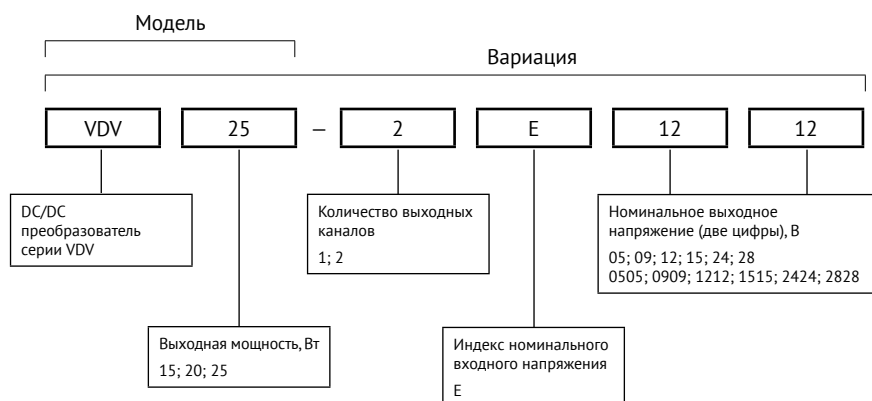 Модель
Вариация
VDV 25 – 2 E 12 12
DC/DC
преобразователь
серии VDV
Количество выходных
каналов
1; 2
Номинальное выходное
напряжение (две цифры), В
05; 09; 12; 15; 24; 28
0505; 0909; 1212; 1515; 2424; 2828
Выходная мощность, Вт
15; 20; 25
Индекс номинального
входного напряжения
E